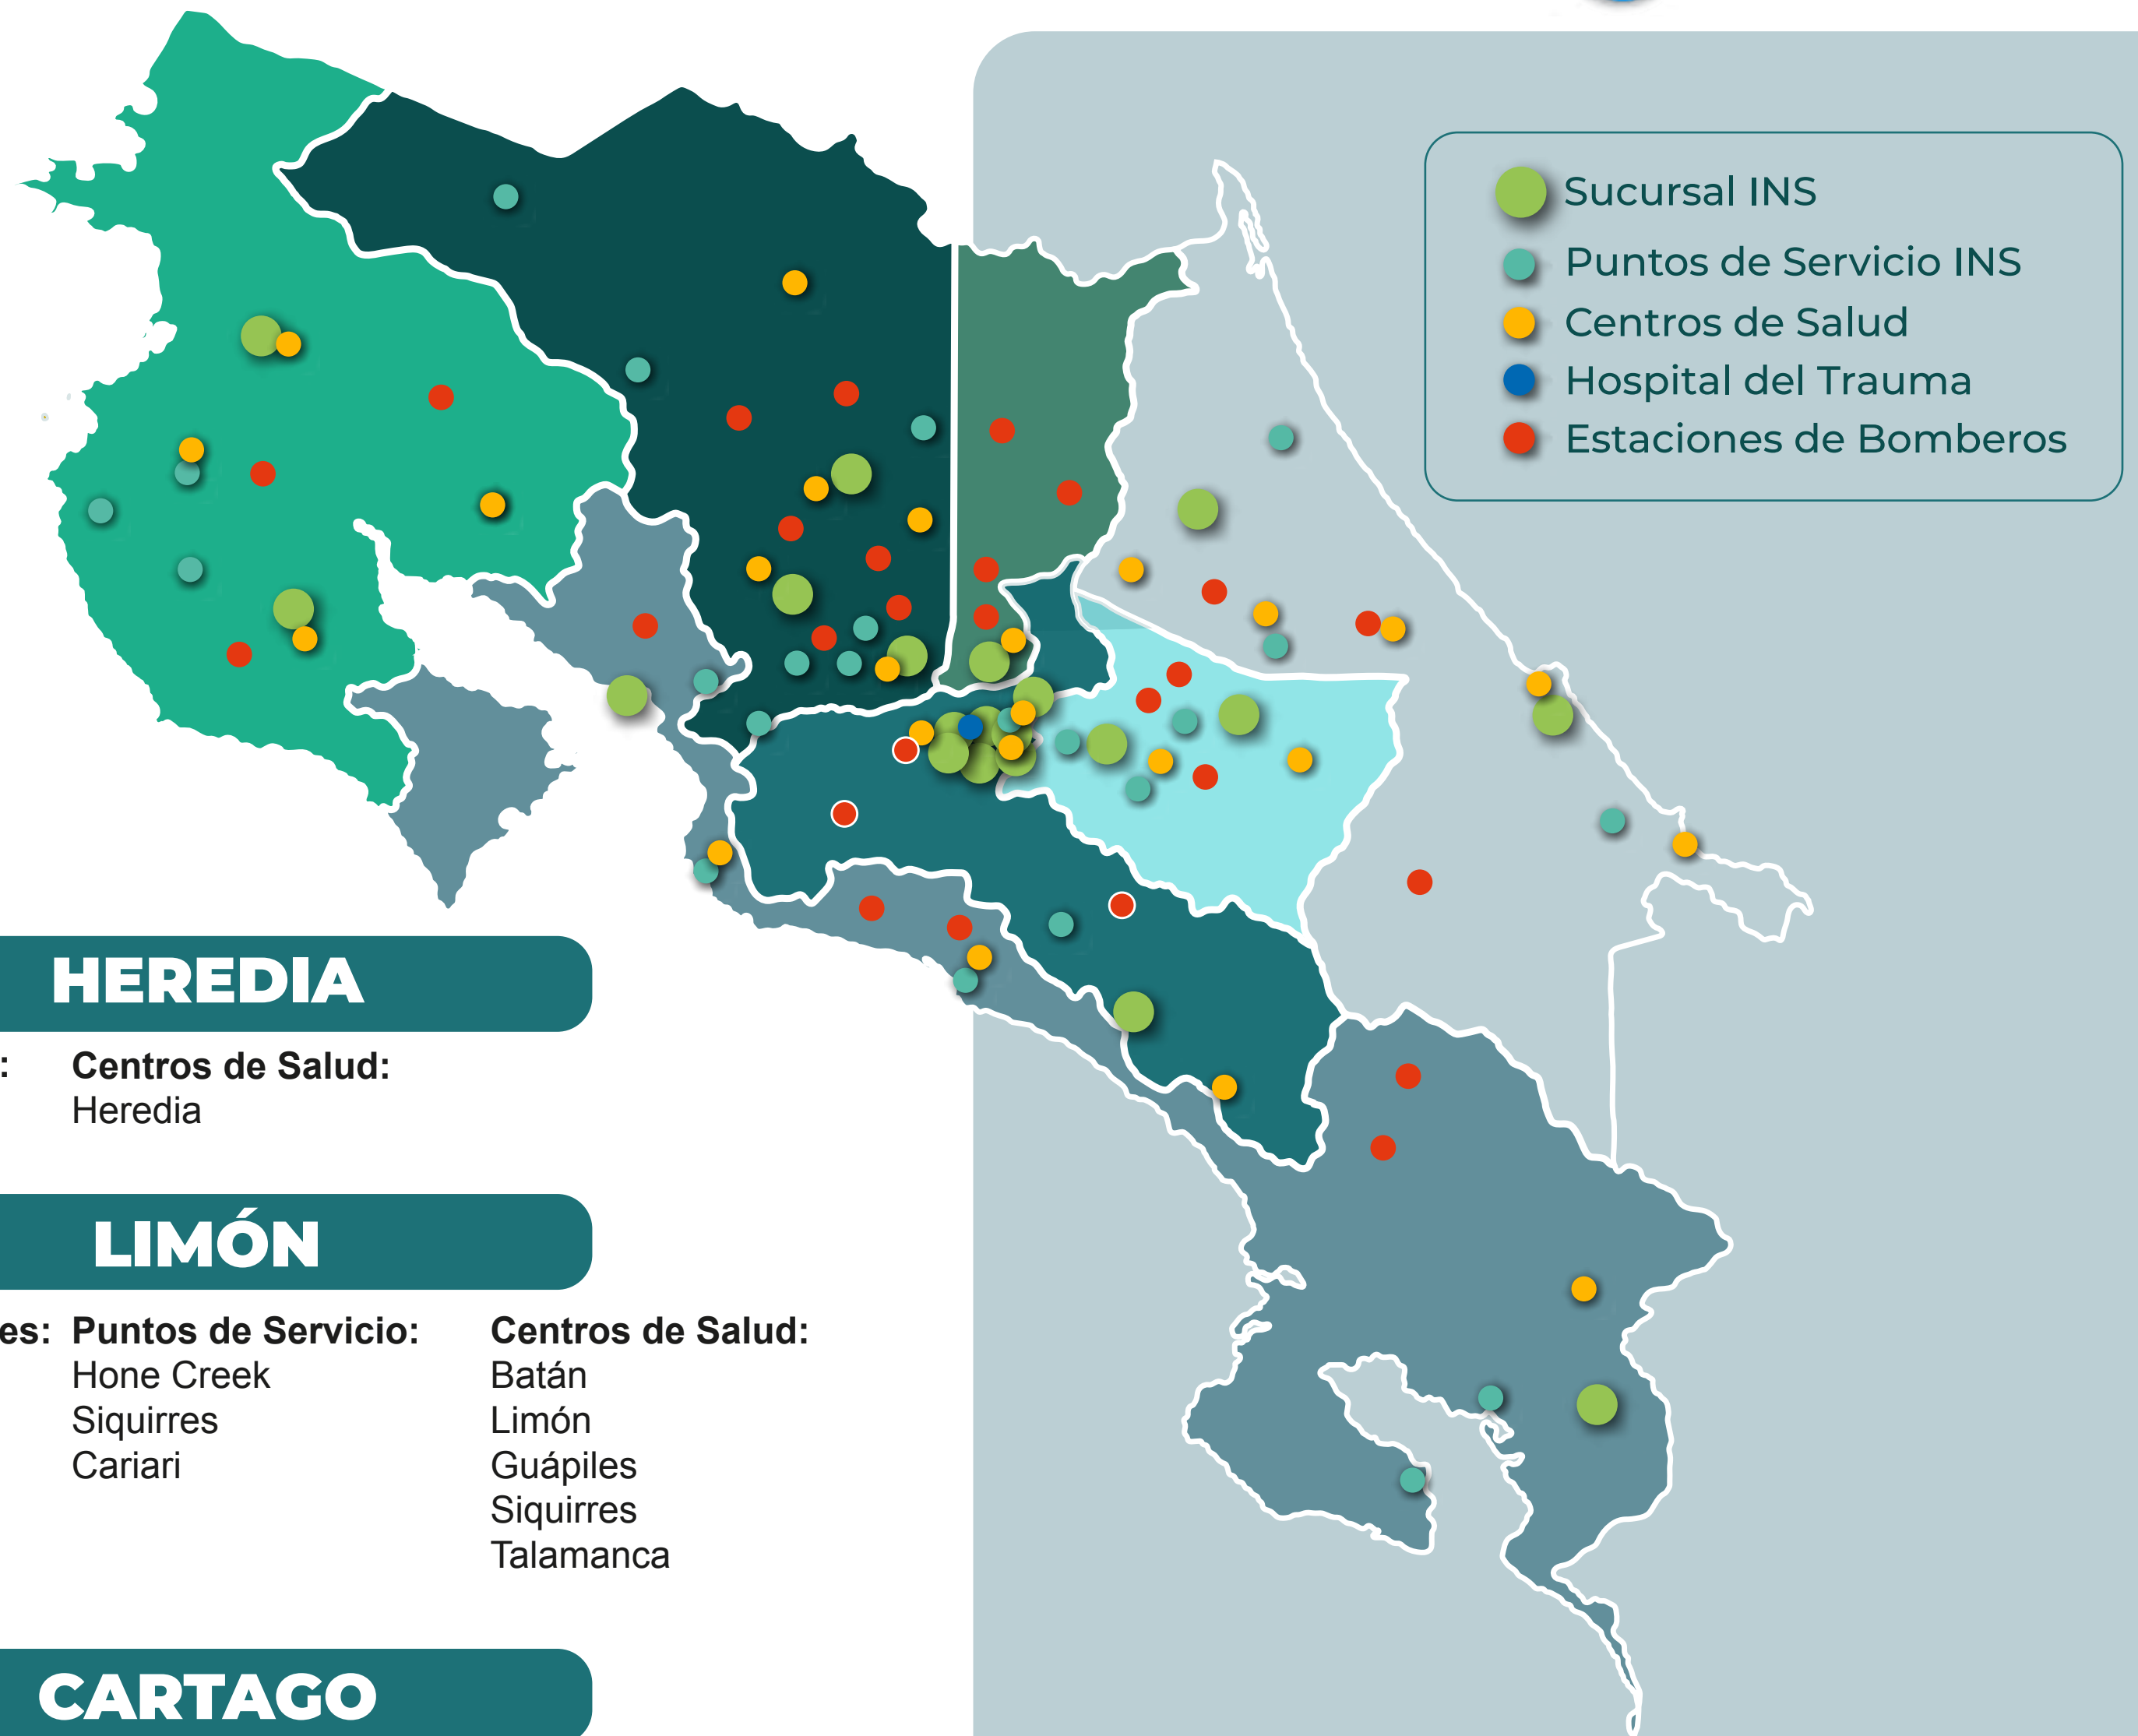 Sucursal INS
Puntos de Servicio INS
Centros de Salud
Hospital del Trauma
Estaciones de Bomberos
HEREDIA
: Centros de Salud:
Heredia
LIMÓN
es: Puntos de Servicio: Centros de Salud:
Hone Creek Batán
Siquirres Limón
Cariari Guápiles
Siquirres
Talamanca
CARTAGO